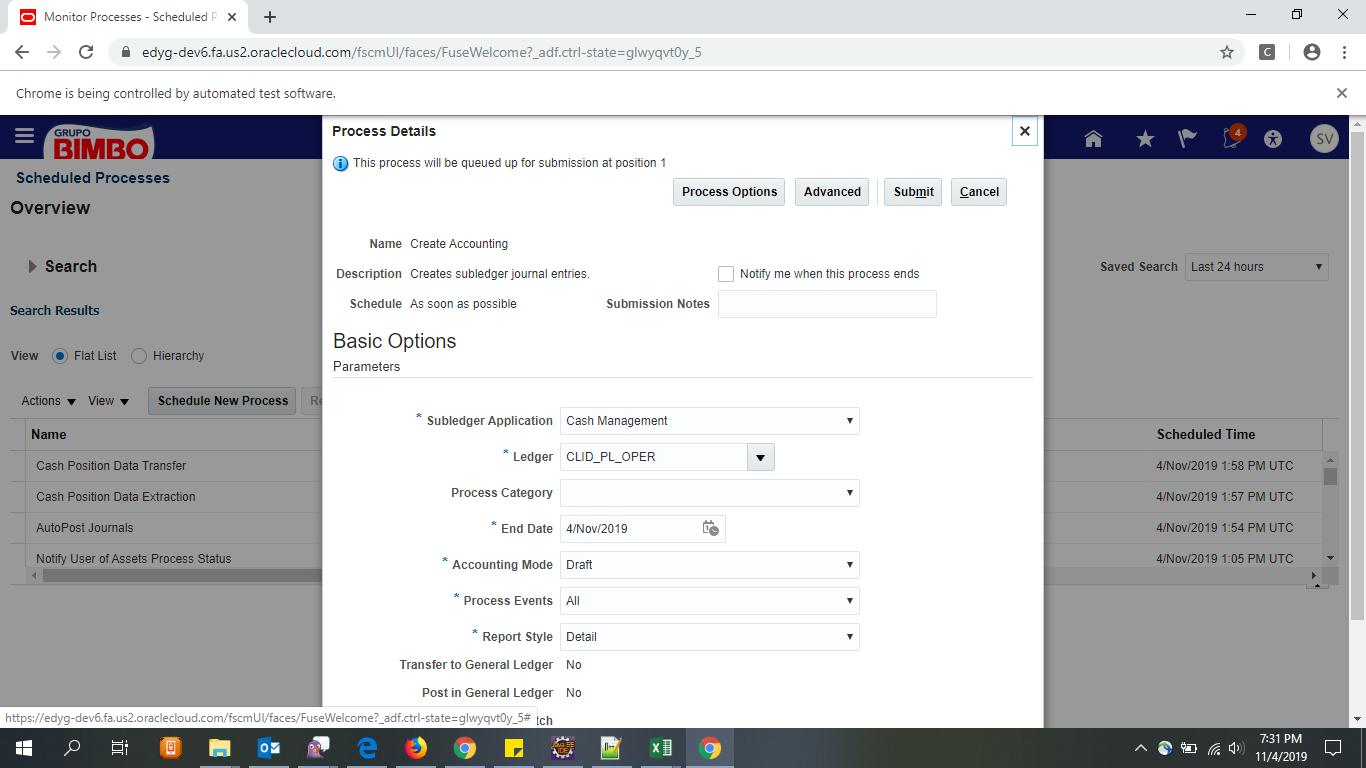 Monitor Processes - Scheduled P
edyg-dev6.fa.us2.oraclecloud.com/fscmUI/faces/FuseWelcome?_adf.ctrl-state=glwyqvt0y_5
C
Chrome is being controlled by automated test software.
GRUPO
BIMBO
4
SV
Process Details
This process will be queued up for submission at position 1
Process Options
Advanced
Submit
Cancel
Scheduled Processes
Overview
Search
Saved Search Last 24 hours
Search Results
View Flat List Hierarchy
Actions View Schedule New Process Re
Name Scheduled Time
Cash Position Data Transfer 4/Nov/2019 1:58 PM UTC
Cash Position Data Extraction 4/Nov/2019 1:57 PM UTC
AutoPost Journals 4/Nov/2019 1:54 PM UTC
Notify User of Assets Process Status 4/Nov/2019 1:05 PM UTC
Name Create Accounting
Description Creates subledger journal entries. Notify me when this process ends
Schedule As soon as possible Submission Notes
Basic Options
Parameters
* Subledger Application Cash Management
* Ledger CLID_PL_OPER
Process Category
* End Date 4/Nov/2019
* Accounting Mode Draft
* Process Events All
* Report Style Detail
Transfer to General Ledger No
Post in General Ledger No
tch
https://edyg-dev6.fa.us2.oraclecloud.com/fscmUI/faces/FuseWelcome?_adf.ctrl-state=glwyqvt0y_5#
7:31 PM
11/4/2019